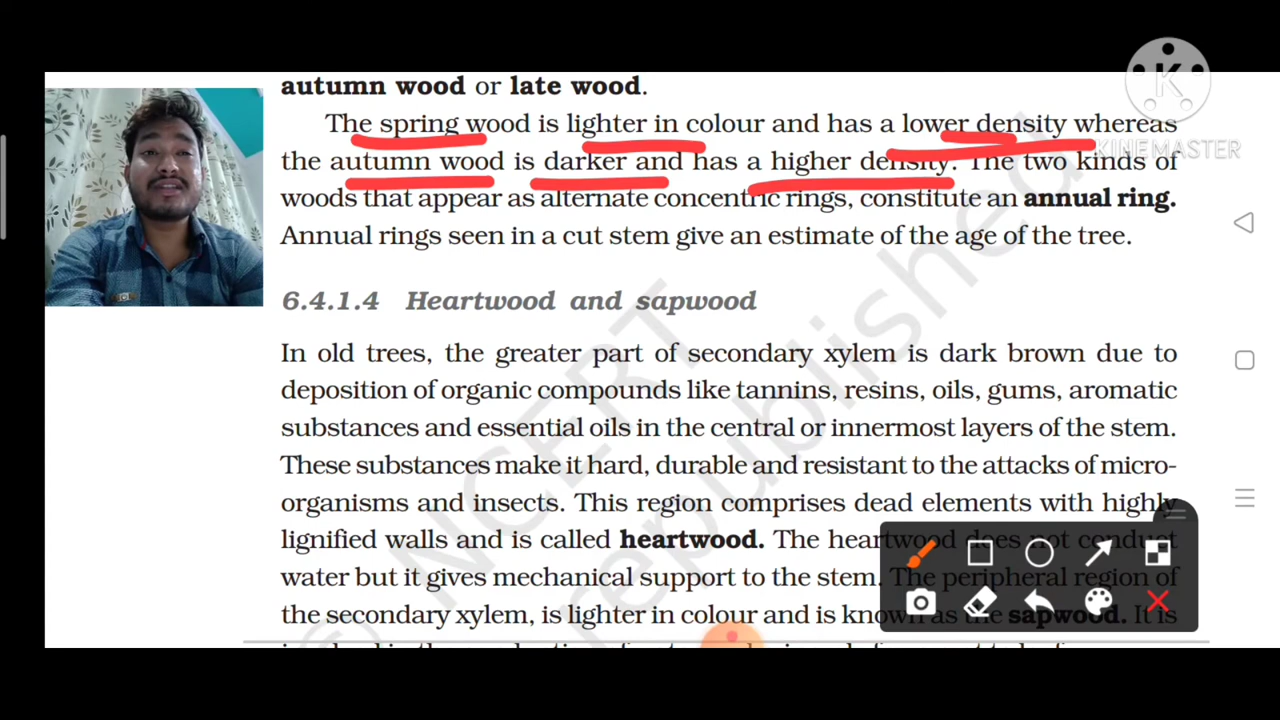 autumn wood or late wood.
The spring wood is lighter in colour and has a lower density whereas
the autumn wood is darker and has a higher density. The two kinds of
woods that appear as alternate concentric rings, constitute an annual ring.
Annual rings seen in a cut stem give an estimate of the age of the tree.
6.4.1.4 Heartwood and sapwood
In old trees, the greater part of secondary xylem is dark brown due to
deposition of organic compounds like tannins, resins, oils, gums, aromatic
substances and essential oils in the central or innermost layers of the stem.
These substances make it hard, durable and resistant to the attacks of micro-
organisms and insects. This region comprises dead elements with highly
lignified walls and is called heartwood. The heartwood does not conduct
water but it gives mechanical support to the stem. The peripheral region of
the secondary xylem, is lighter in colour and is known as the sapwood. It is
K
KINEMASTER
NCERT
republished